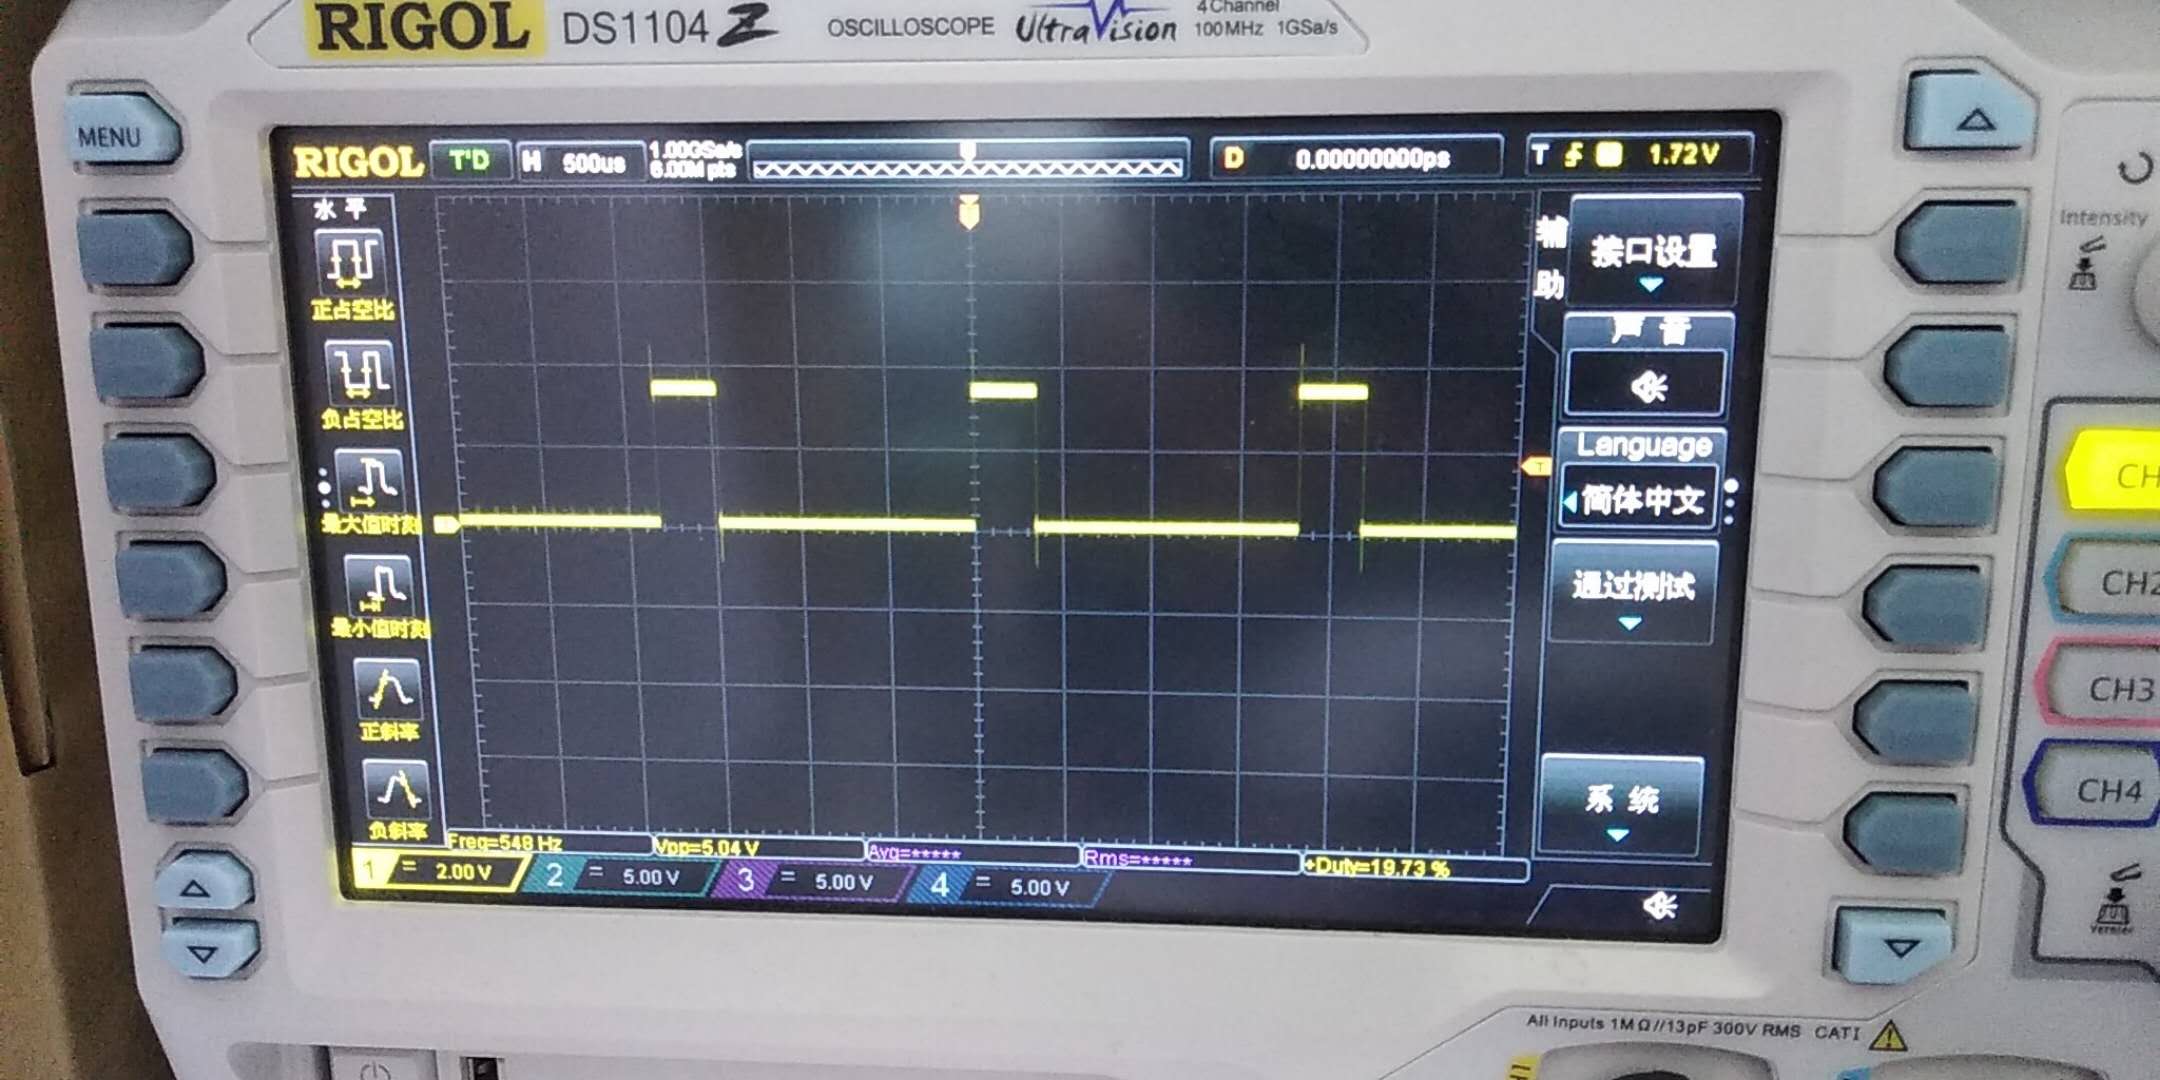 RIGOL DS1104 Z OSCILLOSCOPE UltraVision 4 Channel
100MHz 1GSa/s
MENU
RIGOL T'D H 500us 1.00GSa/s
6.00M pts
D 0.00000000ps T 1.72V
水平
正占空比
负占空比
最大值时刻
最小值时刻
正斜率
负斜率
辅助
接口设置
声音
Language
简体中文
通过测试
系统
Freq=548 Hz Vpp=5.04 V Avg=***** Rms=***** +Duty=19.73 %
1 = 2.00 V 2 = 5.00 V 3 = 5.00 V 4 = 5.00 V
Intensity
CH
CH2
CH3
CH4
Vernier
All Inputs 1MΩ//13pF 300V RMS CATI